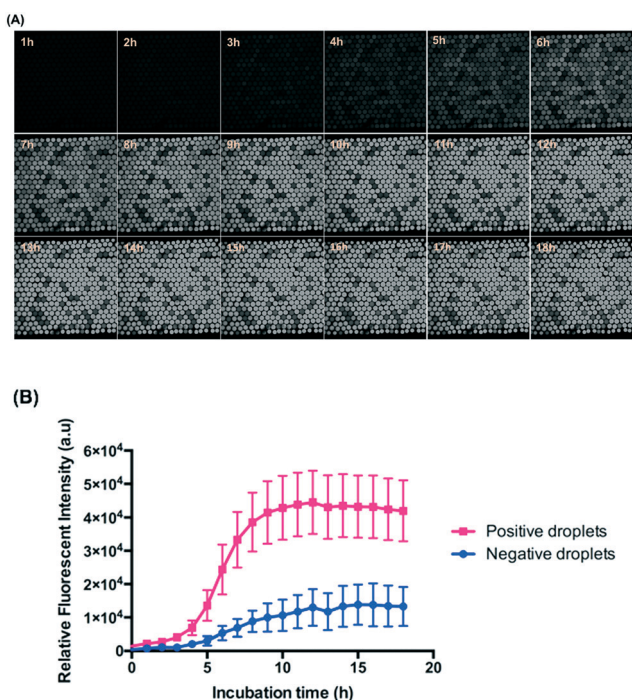 (A)
1h 2h 3h 4h 5h 6h
7h 8h 9h 10h 11h 12h
13h 14h 15h 16h 17h 18h
(B)
Relative Fluorescent Intensity (a.u)
6×10⁴
5×10⁴
4×10⁴
3×10⁴
2×10⁴
1×10⁴
0
0 5 10 15 20
Incubation time (h)
Positive droplets
Negative droplets